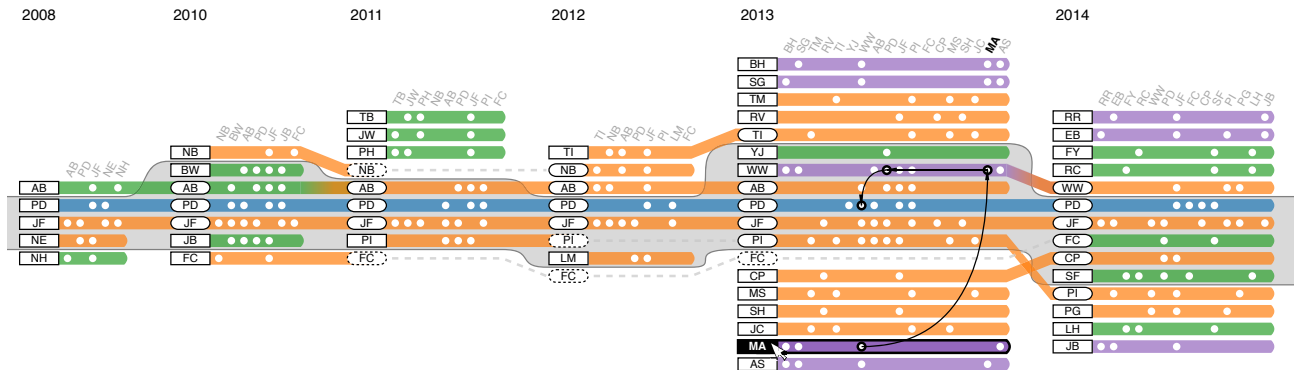 2008 2010 2011 2012 2013 2014
AB PD JF NE NH
AB
PD
JF
NE
NH
NB BW AB PD JF JB FC
NB
BW
AB
PD
JF
JB
FC
TB JW PH NB AB PD JF PI FC
TB
JW
PH
NB
AB
PD
JF
PI
FC
TI NB AB PD JF PI LM FC
TI
NB
AB
PD
JF
PI
LM
FC
BH SG TM RV TI YJ WW AB PD JF PI FC CP MS SH JC MA AS
BH
SG
TM
RV
TI
YJ
WW
AB
PD
JF
PI
FC
CP
MS
SH
JC
MA
AS
RR EB FY RC WW PD JF FC CP SF PI PG LH JB
RR
EB
FY
RC
WW
PD
JF
FC
CP
SF
PI
PG
LH
JB